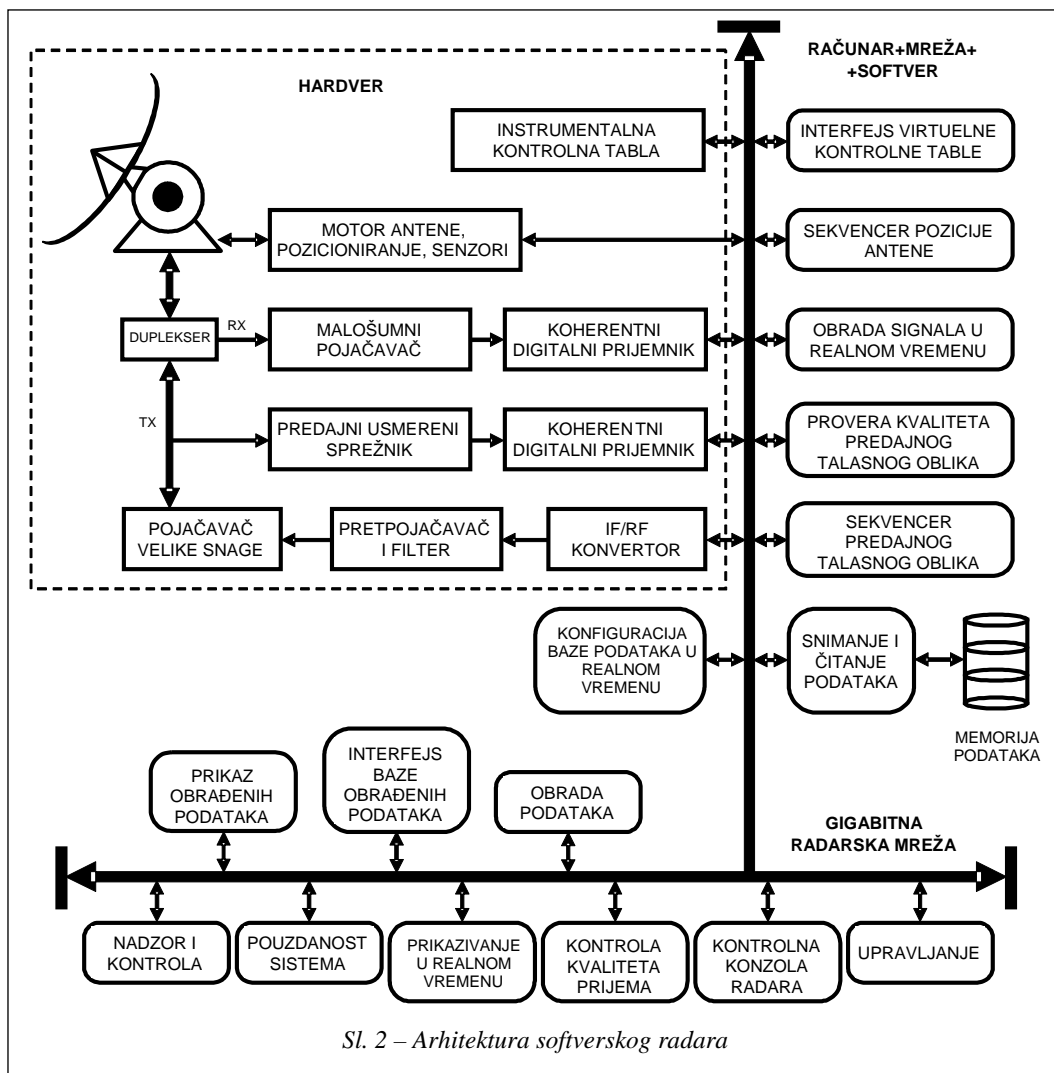 RAČUNAR+MREŽA+
+SOFTVER
HARDVER
INSTRUMENTALNA
KONTROLNA TABLA
INTERFEJS VIRTUELNE
KONTROLNE TABLE
MOTOR ANTENE,
POZICIONIRANJE, SENZORI
SEKVENCER POZICIJE
ANTENE
DUPLEKSER
RX
MALOŠUMNI
POJAČAVAČ
KOHERENTNI
DIGITALNI PRIJEMNIK
OBRADA SIGNALA U
REALNOM VREMENU
TX
PREDAJNI USMERENI
SPREŽNIK
KOHERENTNI
DIGITALNI PRIJEMNIK
PROVERA KVALITETA
PREDAJNOG
TALASNOG OBLIKA
POJAČAVAČ
VELIKE SNAGE
PRETPOJAČAVAČ
I FILTER
IF/RF
KONVERTOR
SEKVENCER
PREDAJNOG
TALASNOG OBLIKA
KONFIGURACIJA
BAZE PODATAKA U
REALNOM
VREMENU
SNIMANJE I
ČITANJE
PODATAKA
MEMORIJA
PODATAKA
PRIKAZ
OBRAĐENIH
PODATAKA
INTERFEJS
BAZE
OBRAĐENIH
PODATAKA
OBRADA
PODATAKA
GIGABITNA
RADARSKA MREŽA
NADZOR I
KONTROLA
POUZDANOST
SISTEMA
PRIKAZIVANJE
U REALNOM
VREMENU
KONTROLA
KVALITETA
PRIJEMA
KONTROLNA
KONZOLA
RADARA
UPRAVLJANJE
Sl. 2 – Arhitektura softverskog radara